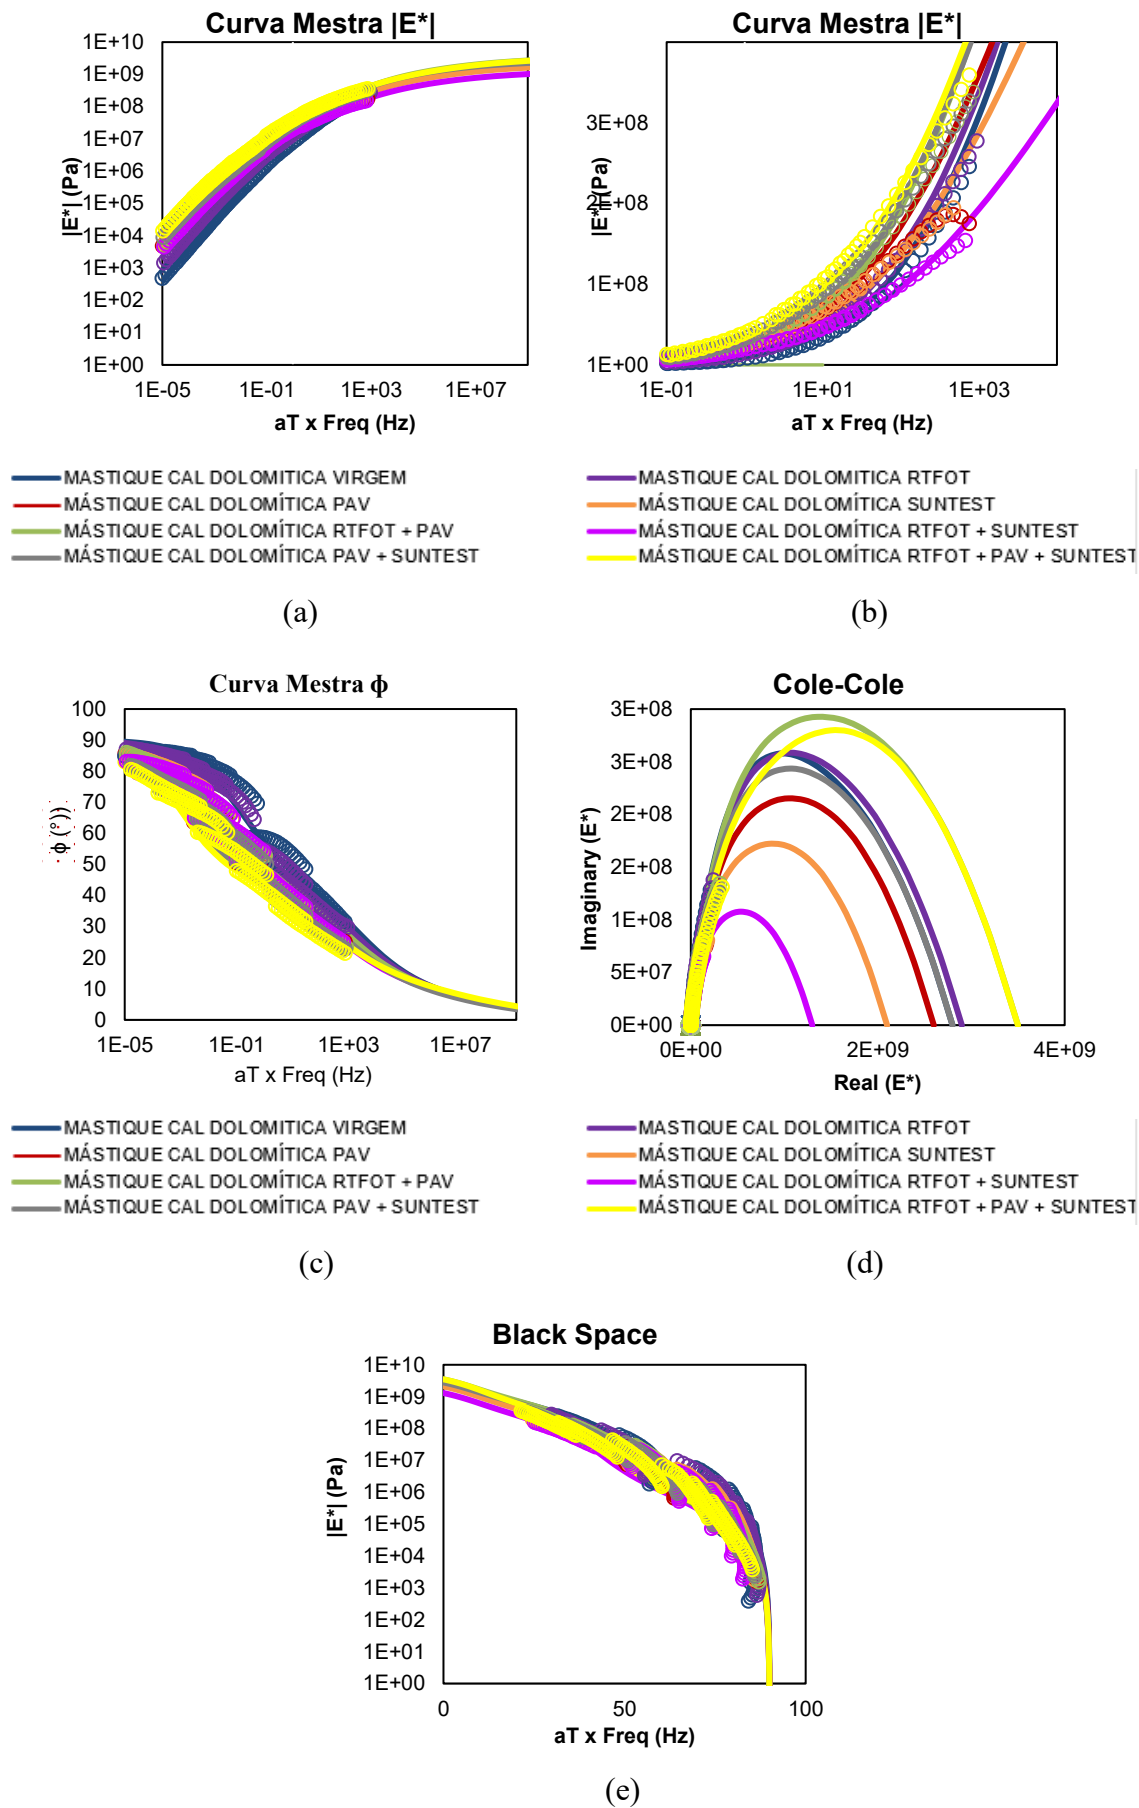 Curva Mestra |E*|
1E+10
1E+09
1E+08
1E+07
1E+06
1E+05
1E+04
1E+03
1E+02
1E+01
1E+00
|E*| (Pa)
1E-05 1E-01 1E+03 1E+07
aT x Freq (Hz)
Curva Mestra |E*|
3E+08
2E+08
1E+08
1E+00
|E*| (Pa)
1E-01 1E+01 1E+03
aT x Freq (Hz)
MASTIQUE CAL DOLOMITICA VIRGEM
MÁSTIQUE CAL DOLOMÍTICA PAV
MÁSTIQUE CAL DOLOMÍTICA RTFOT + PAV
MÁSTIQUE CAL DOLOMÍTICA PAV + SUNTEST
MASTIQUE CAL DOLOMITICA RTFOT
MÁSTIQUE CAL DOLOMÍTICA SUNTEST
MÁSTIQUE CAL DOLOMÍTICA RTFOT + SUNTEST
MÁSTIQUE CAL DOLOMÍTICA RTFOT + PAV + SUNTEST
(a)
(b)
Curva Mestra ϕ
100
90
80
70
60
50
40
30
20
10
0
ϕ (°))
1E-05 1E-01 1E+03 1E+07
aT x Freq (Hz)
Cole-Cole
3E+08
3E+08
2E+08
2E+08
1E+08
5E+07
0E+00
Imaginary (E*)
0E+00 2E+09 4E+09
Real (E*)
MASTIQUE CAL DOLOMITICA VIRGEM
MÁSTIQUE CAL DOLOMÍTICA PAV
MÁSTIQUE CAL DOLOMÍTICA RTFOT + PAV
MÁSTIQUE CAL DOLOMÍTICA PAV + SUNTEST
MASTIQUE CAL DOLOMITICA RTFOT
MÁSTIQUE CAL DOLOMÍTICA SUNTEST
MÁSTIQUE CAL DOLOMÍTICA RTFOT + SUNTEST
MÁSTIQUE CAL DOLOMÍTICA RTFOT + PAV + SUNTEST
(c)
(d)
Black Space
1E+10
1E+09
1E+08
1E+07
1E+06
1E+05
1E+04
1E+03
1E+02
1E+01
1E+00
|E*| (Pa)
0 50 100
aT x Freq (Hz)
(e)